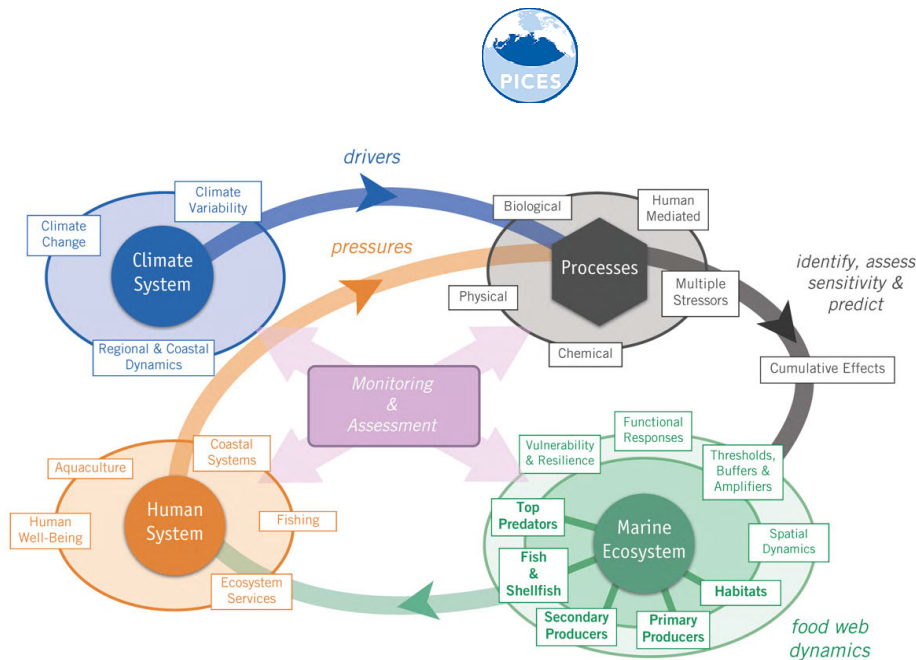 PICES
drivers
Climate
Variability
Climate
Change
Climate
System
Regional & Coastal
Dynamics
pressures
Biological
Human
Mediated
Processes
Physical
Multiple
Stressors
Chemical
identify, assess
sensitivity &
predict
Cumulative Effects
Monitoring
&
Assessment
Coastal
Systems
Aquaculture
Human
Well-Being
Human
System
Fishing
Ecosystem
Services
Functional
Responses
Vulnerability
& Resilience
Thresholds,
Buffers &
Amplifiers
Top
Predators
Marine
Ecosystem
Spatial
Dynamics
Fish
&
Shellfish
Habitats
Secondary
Producers
Primary
Producers
food web
dynamics